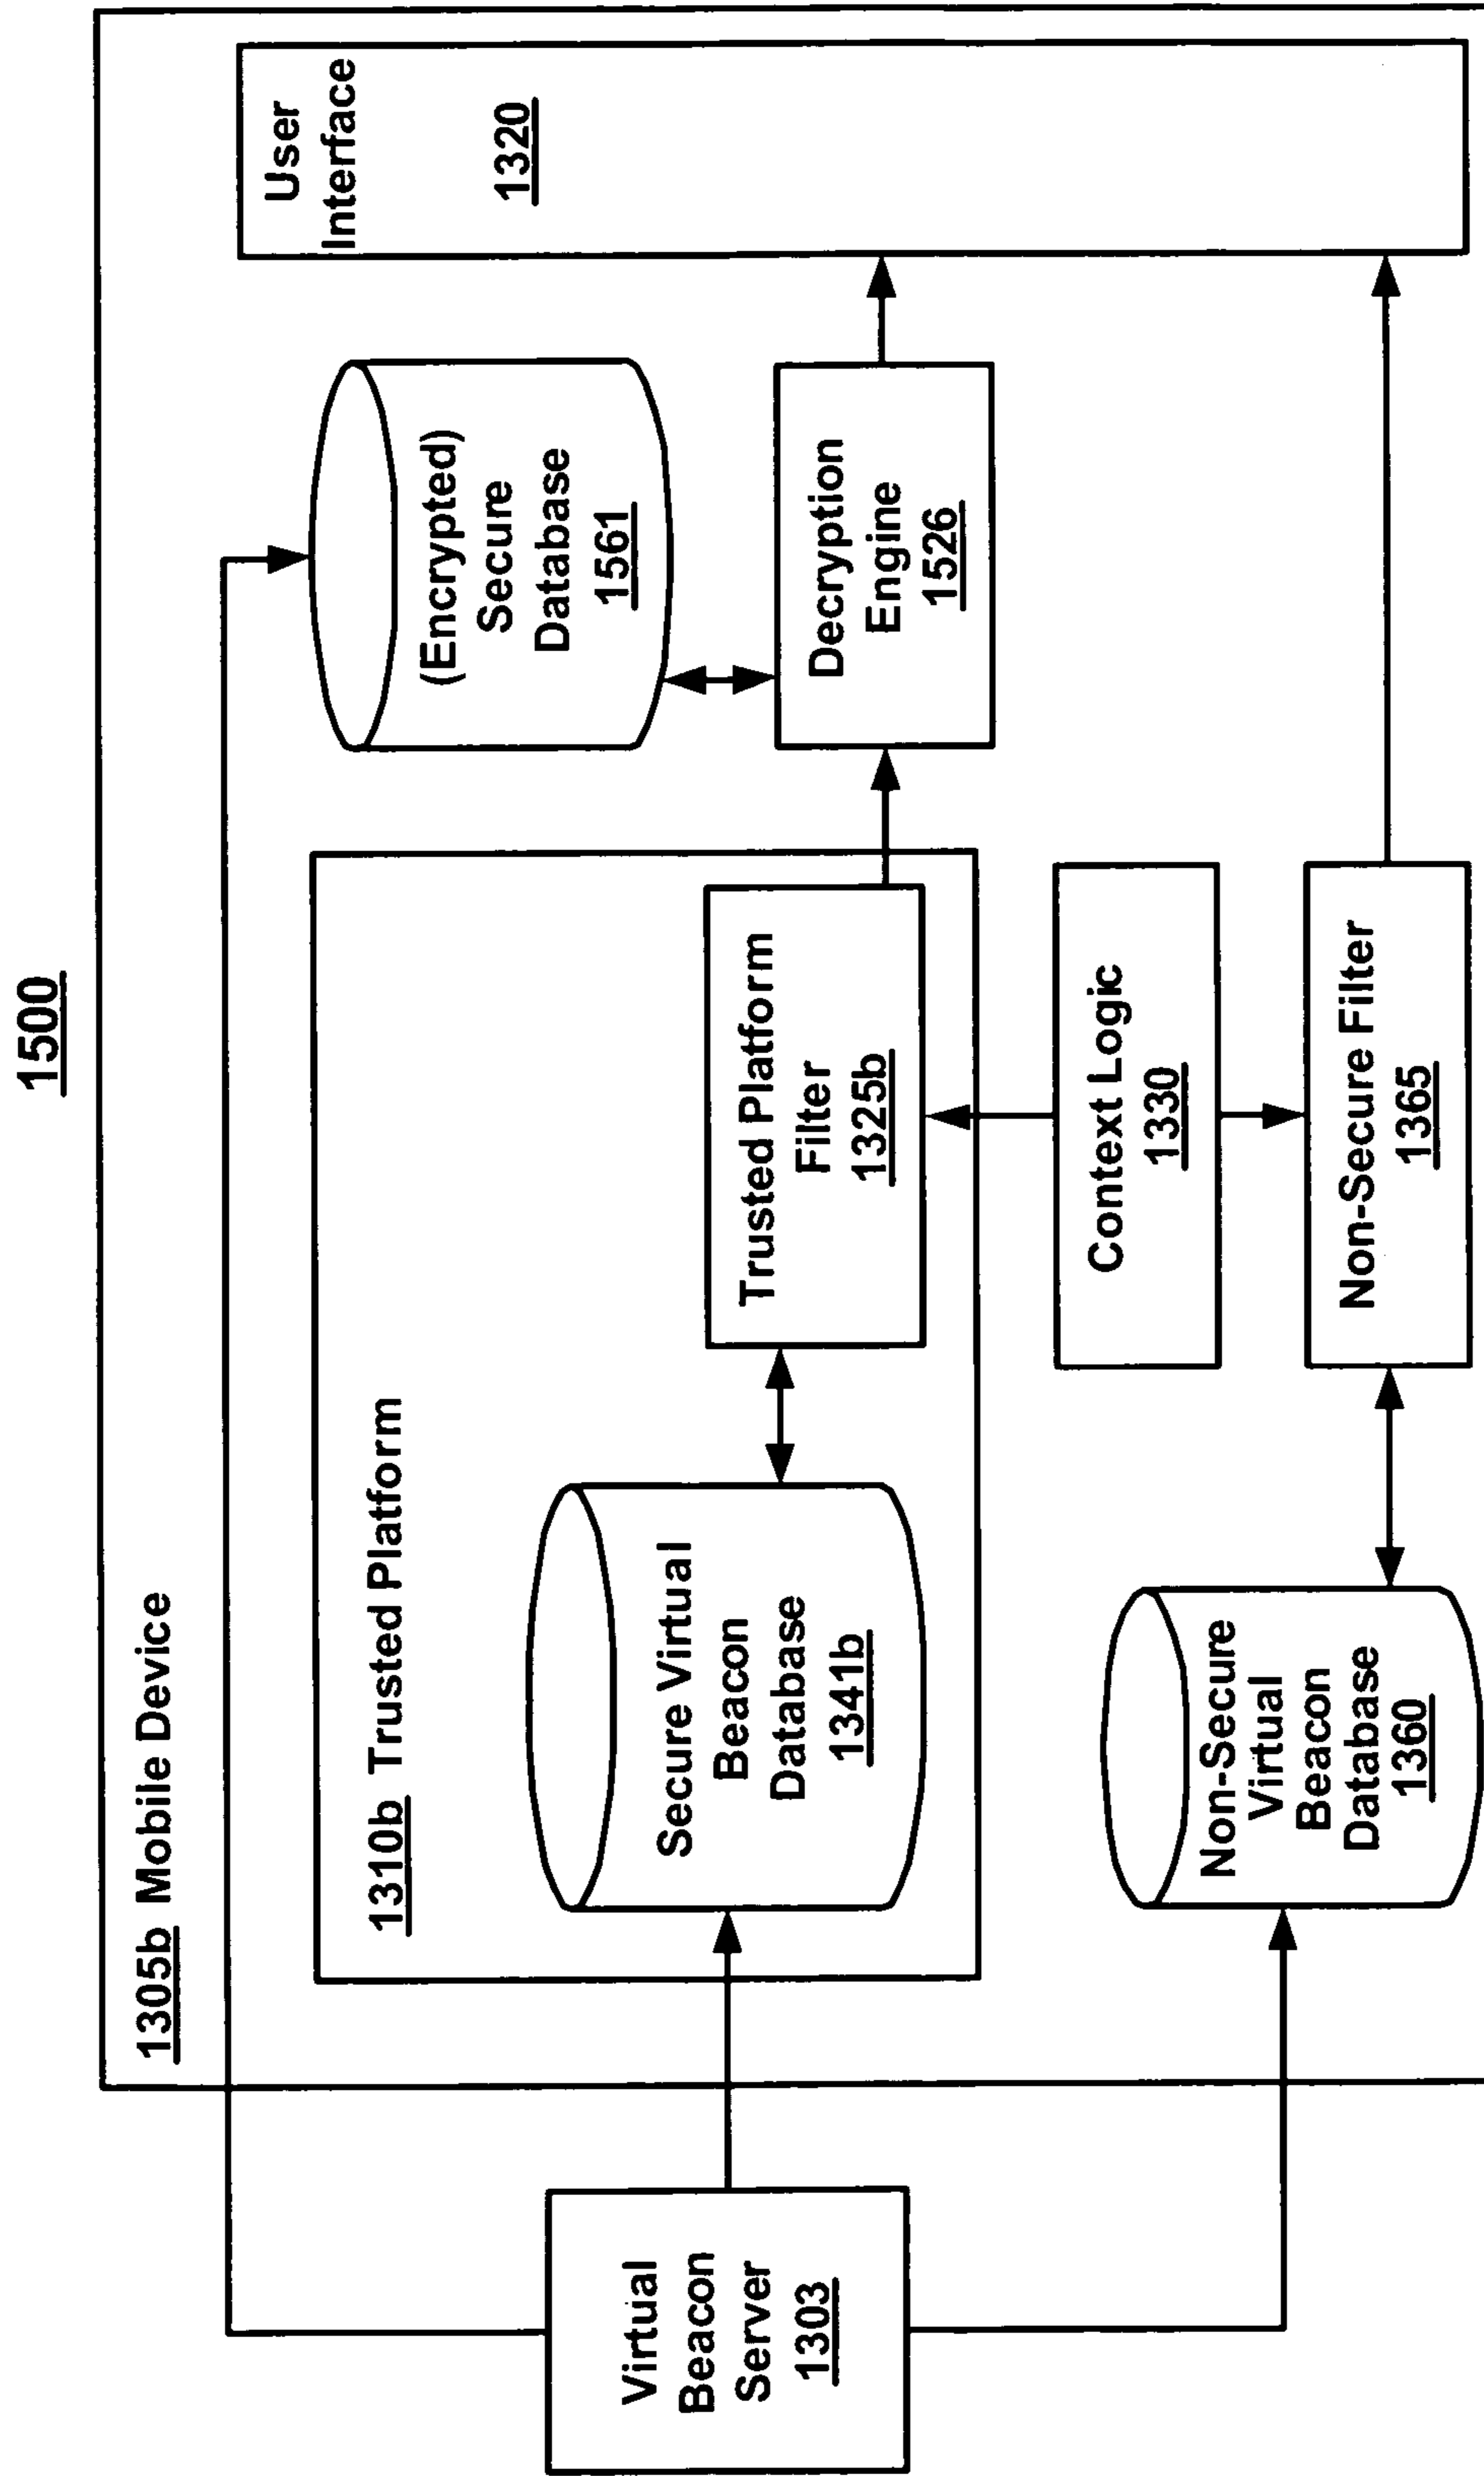 1500
1305b Mobile Device
User
Interface
1320
(Encrypted)
Secure
Database
1561
1310b Trusted Platform
Virtual
Beacon
Server
1303
Secure Virtual
Beacon
Database
1341b
Trusted Platform
Filter
1325b
Decryption
Engine
1526
Context Logic
1330
Non-Secure
Virtual
Beacon
Database
1360
Non-Secure Filter
1365